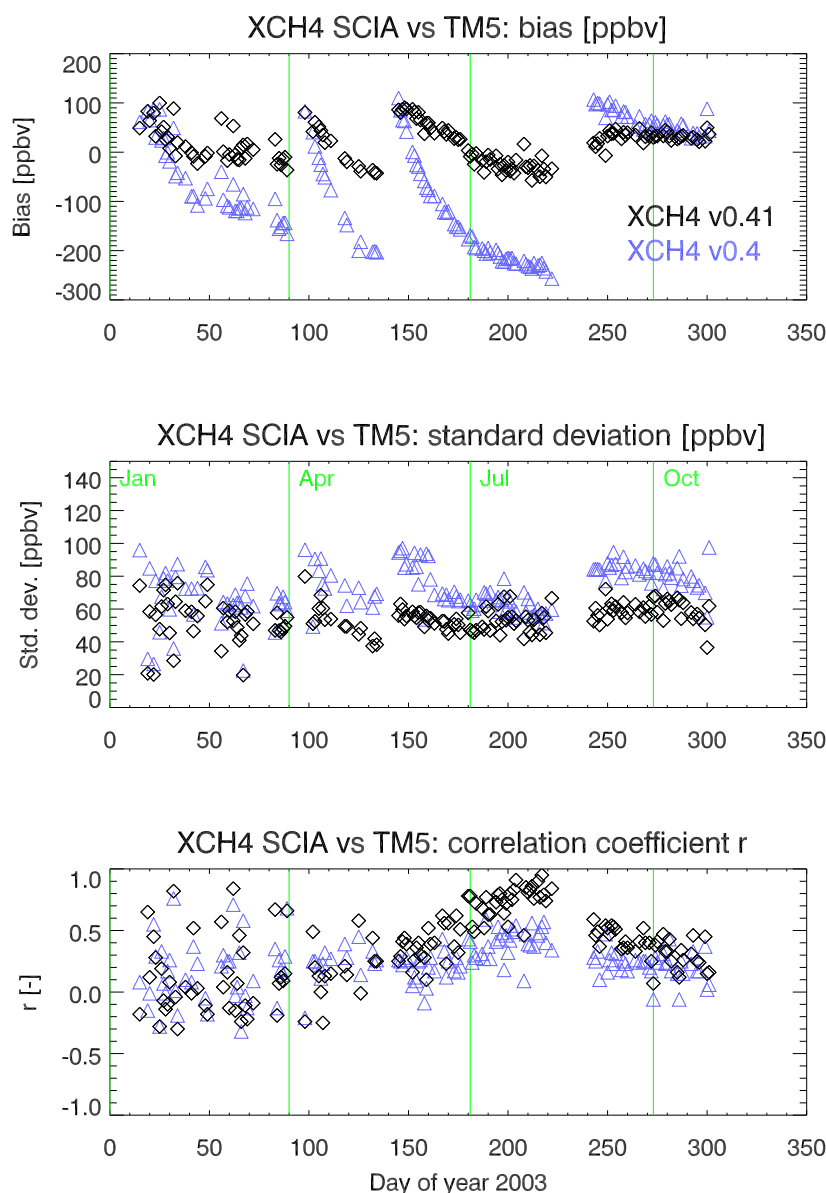 XCH4 SCIA vs TM5: bias [ppbv]
Bias [ppbv]
200
100
0
-100
-200
-300
XCH4 v0.41
XCH4 v0.4
0 50 100 150 200 250 300 350
XCH4 SCIA vs TM5: standard deviation [ppbv]
Std. dev. [ppbv]
140
120
100
80
60
40
20
0
Jan Apr Jul Oct
0 50 100 150 200 250 300 350
XCH4 SCIA vs TM5: correlation coefficient r
r [-]
1.0
0.5
0.0
-0.5
-1.0
0 50 100 150 200 250 300 350
Day of year 2003